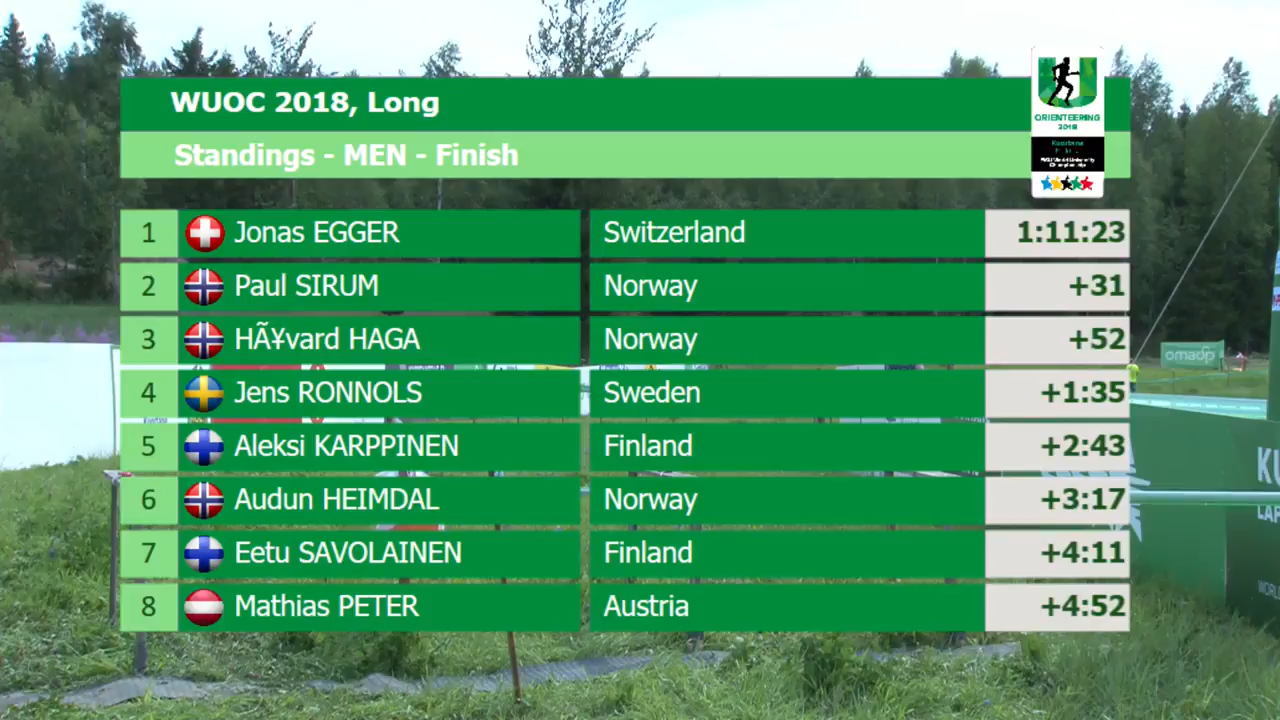 WUOC 2018, Long
ORIENTEERING
2018
Standings - MEN - Finish
1 Jonas EGGER Switzerland 1:11:23
2 Paul SIRUM Norway +31
3 HÃ¥vard HAGA Norway +52
omadp
4 Jens RONNOLS Sweden +1:35
5 Aleksi KARPPINEN Finland +2:43
6 Audun HEIMDAL Norway +3:17
7 Eetu SAVOLAINEN Finland +4:11
8 Mathias PETER Austria +4:52